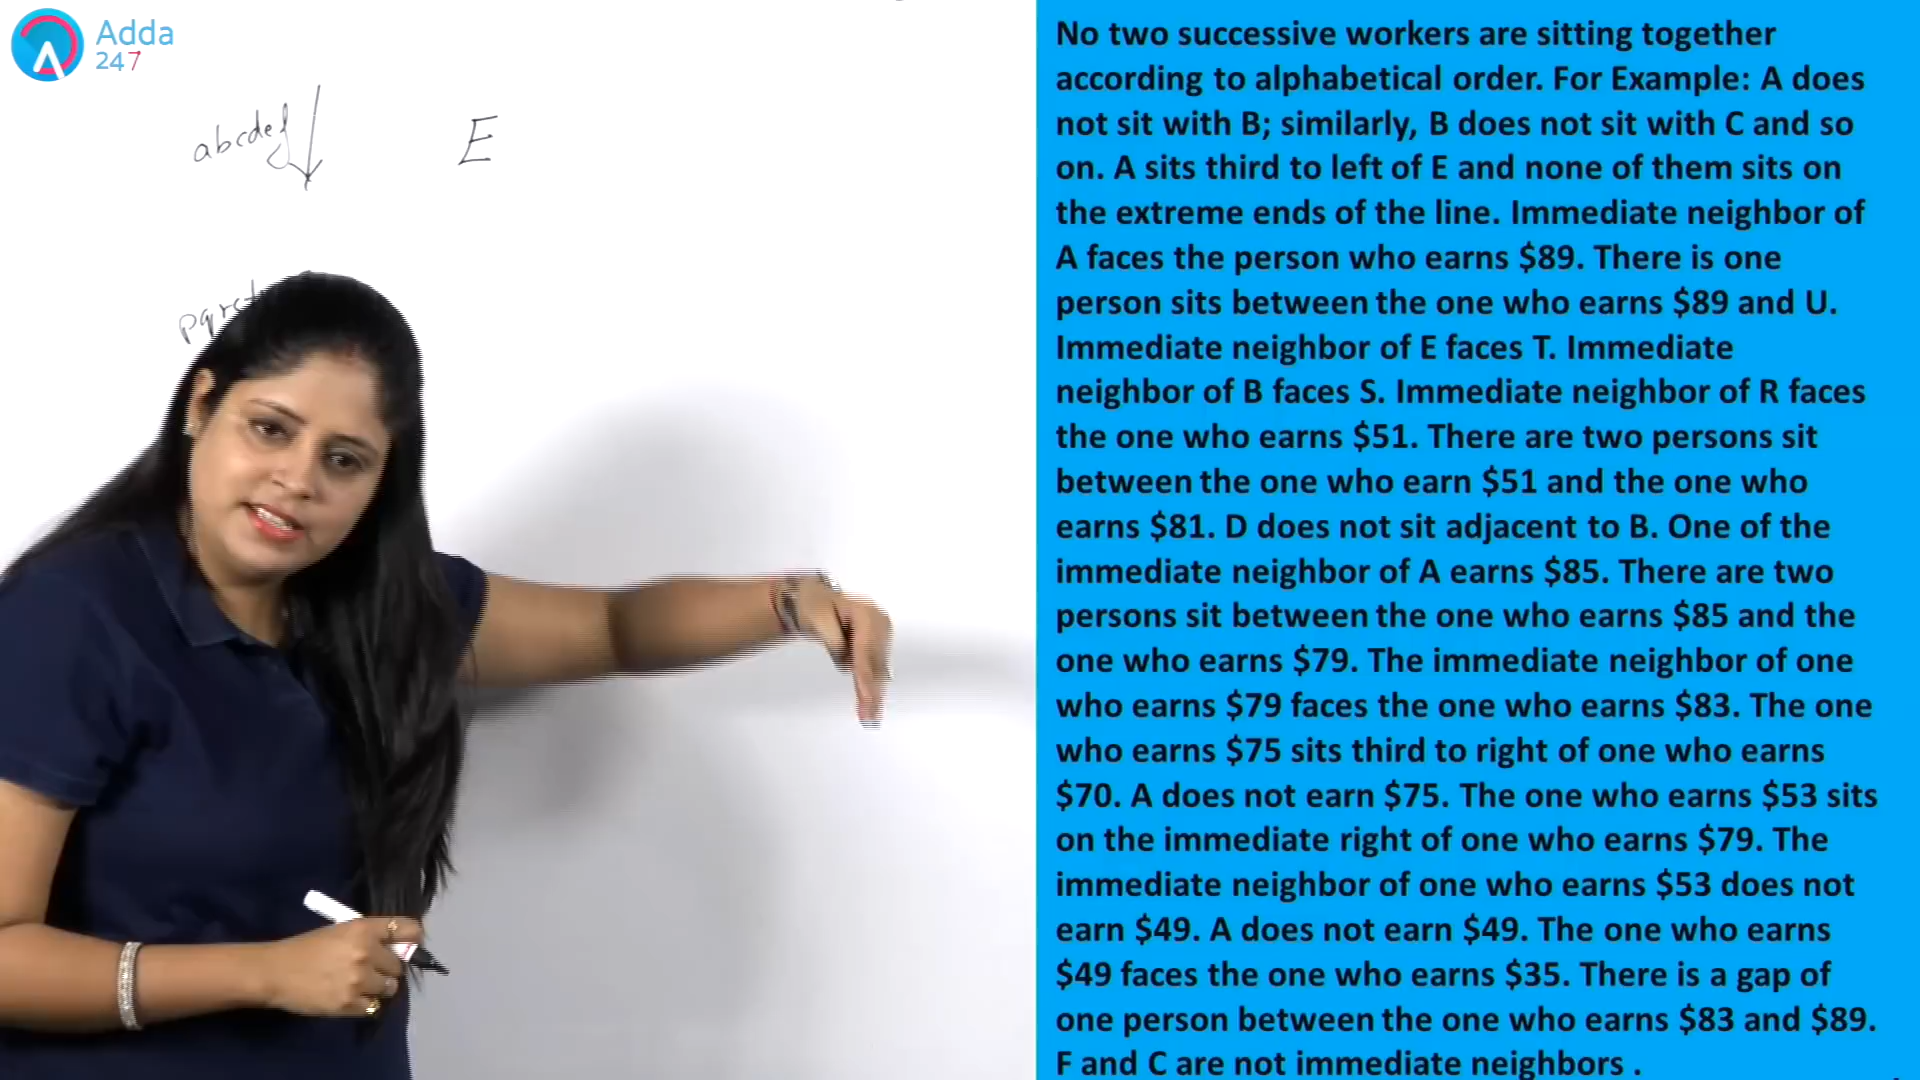 Adda
247
abcdef
E
No two successive workers are sitting together
according to alphabetical order. For Example: A does
not sit with B; similarly, B does not sit with C and so
on. A sits third to left of E and none of them sits on
the extreme ends of the line. Immediate neighbor of
A faces the person who earns $89. There is one
person sits between the one who earns $89 and U.
Immediate neighbor of E faces T. Immediate
neighbor of B faces S. Immediate neighbor of R faces
the one who earns $51. There are two persons sit
between the one who earn $51 and the one who
earns $81. D does not sit adjacent to B. One of the
immediate neighbor of A earns $85. There are two
persons sit between the one who earns $85 and the
one who earns $79. The immediate neighbor of one
who earns $79 faces the one who earns $83. The one
who earns $75 sits third to right of one who earns
$70. A does not earn $75. The one who earns $53 sits
on the immediate right of one who earns $79. The
immediate neighbor of one who earns $53 does not
earn $49. A does not earn $49. The one who earns
$49 faces the one who earns $35. There is a gap of
one person between the one who earns $83 and $89.
F and C are not immediate neighbors .